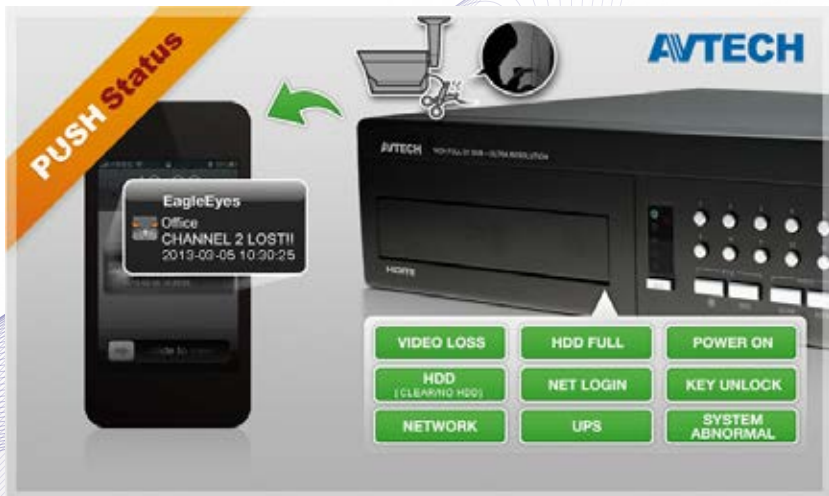 PUSH Status
AVTECH
EagleEyes
Office
CHANNEL 2 LOST!!
2013-03-05 10:30:25
AVTECH
HDMI
VIDEO LOSS
HDD FULL
POWER ON
HDD
(CLEAR/NO HDD)
NET LOGIN
KEY UNLOCK
NETWORK
UPS
SYSTEM
ABNORMAL